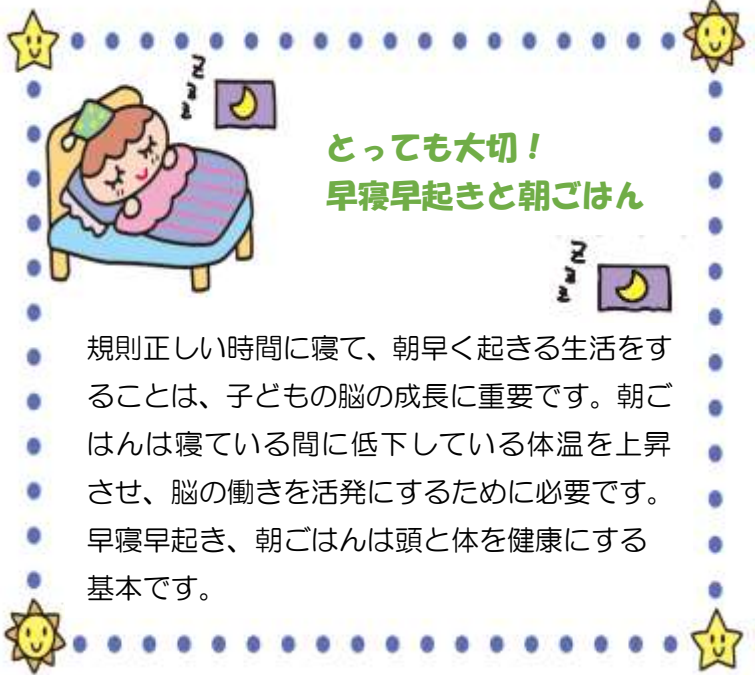 とっても大切!
早寝早起きと朝ごはん
規則正しい時間に寝て、朝早く起きる生活をす
ることは、子どもの脳の成長に重要です。朝ご
はんは寝ている間に低下している体温を上昇
させ、脳の働きを活発にするために必要です。
早寝早起き、朝ごはんは頭と体を健康にする
基本です。